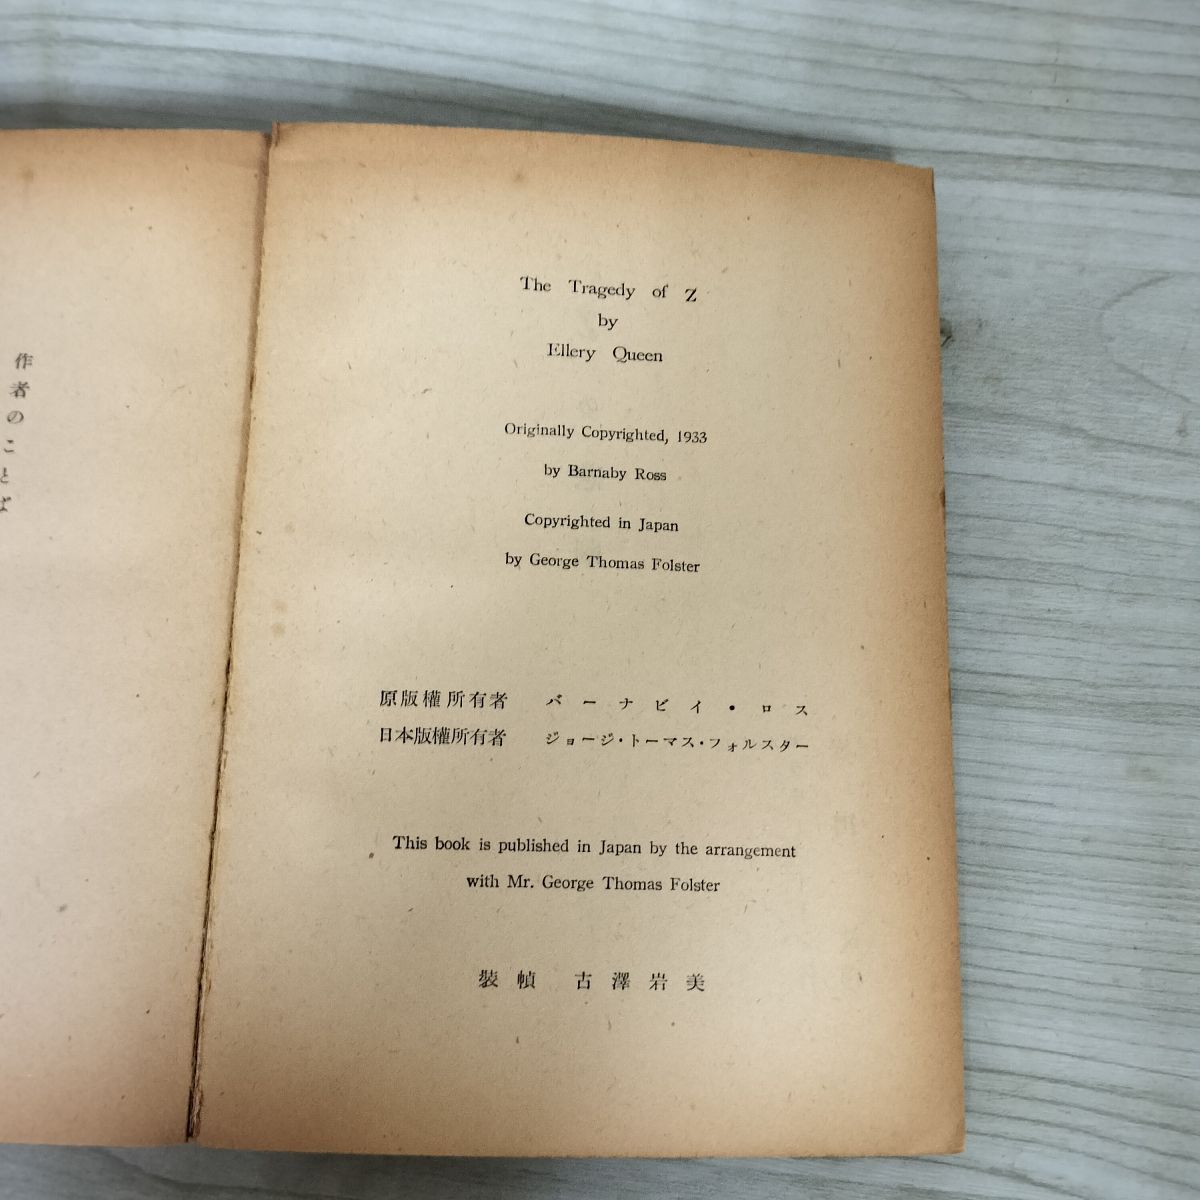 作者のことば
The Tragedy of Z
by
Ellery Queen
Originally Copyrighted, 1933
by Barnaby Ross
Copyrighted in Japan
by George Thomas Folster
原版權所有者 バーナビイ・ロス
日本版權所有者 ジョージ・トーマス・フォルスター
This book is published in Japan by the arrangement
with Mr. George Thomas Folster
裝幀 古澤岩美